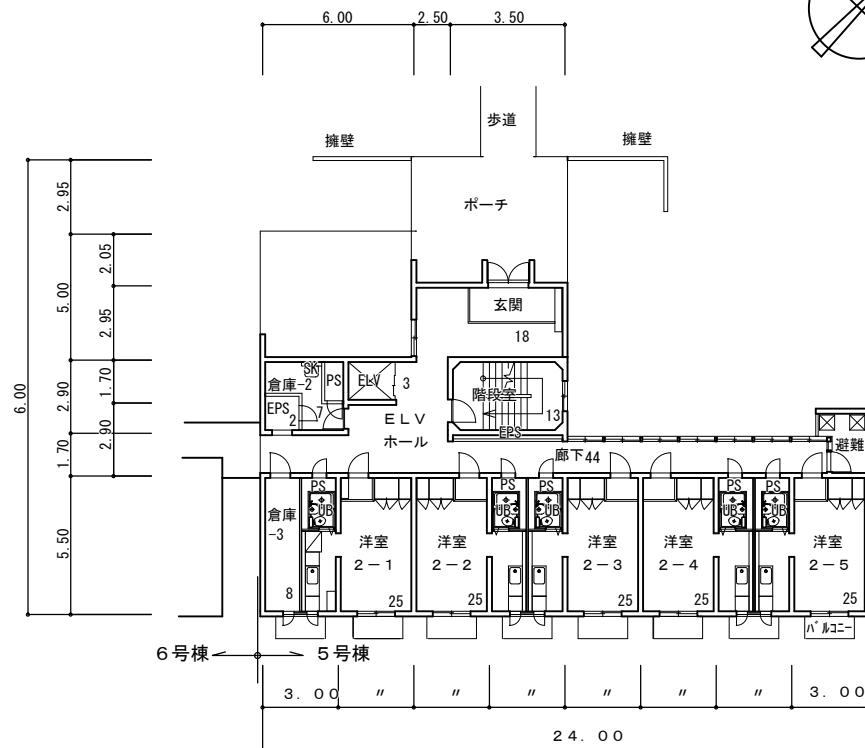 6.00 2.50 3.50
歩道
擁壁 擁壁
ポーチ
2.95
2.05
5.00
2.95
玄関
18
6.00
2.90
1.70
倉庫-2
SK
PS
ELV
3
階段室
EPS
2
7
13
ELV
ホール
EPS
1.70
2.90
廊下44
避難
PS PS PS PS PS
UB UB UB UB UB
倉庫
-3
8
洋室
2-1
25
洋室
2-2
25
洋室
2-3
25
洋室
2-4
25
洋室
2-5
25
5.50
バルコニー
6号棟 5号棟
3.00 〃 〃 〃 〃 〃 〃 3.00
24.00